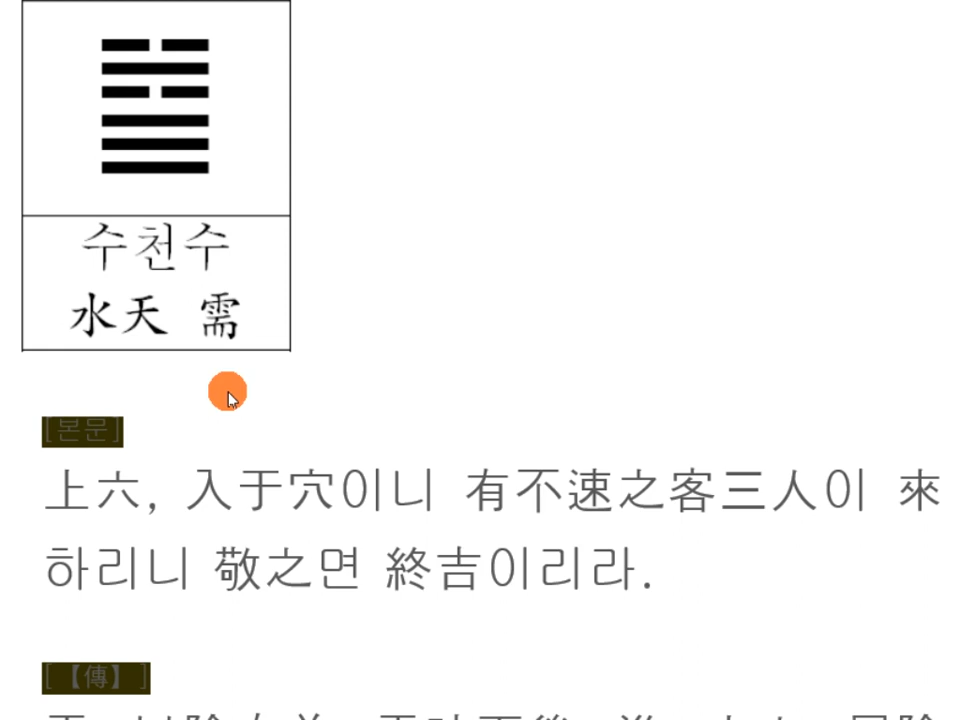 수천수
水天 需
[본문]
上六, 入于穴이니 有不速之客三人이 來
하리니 敬之면 終吉이리라.
[【傳】]